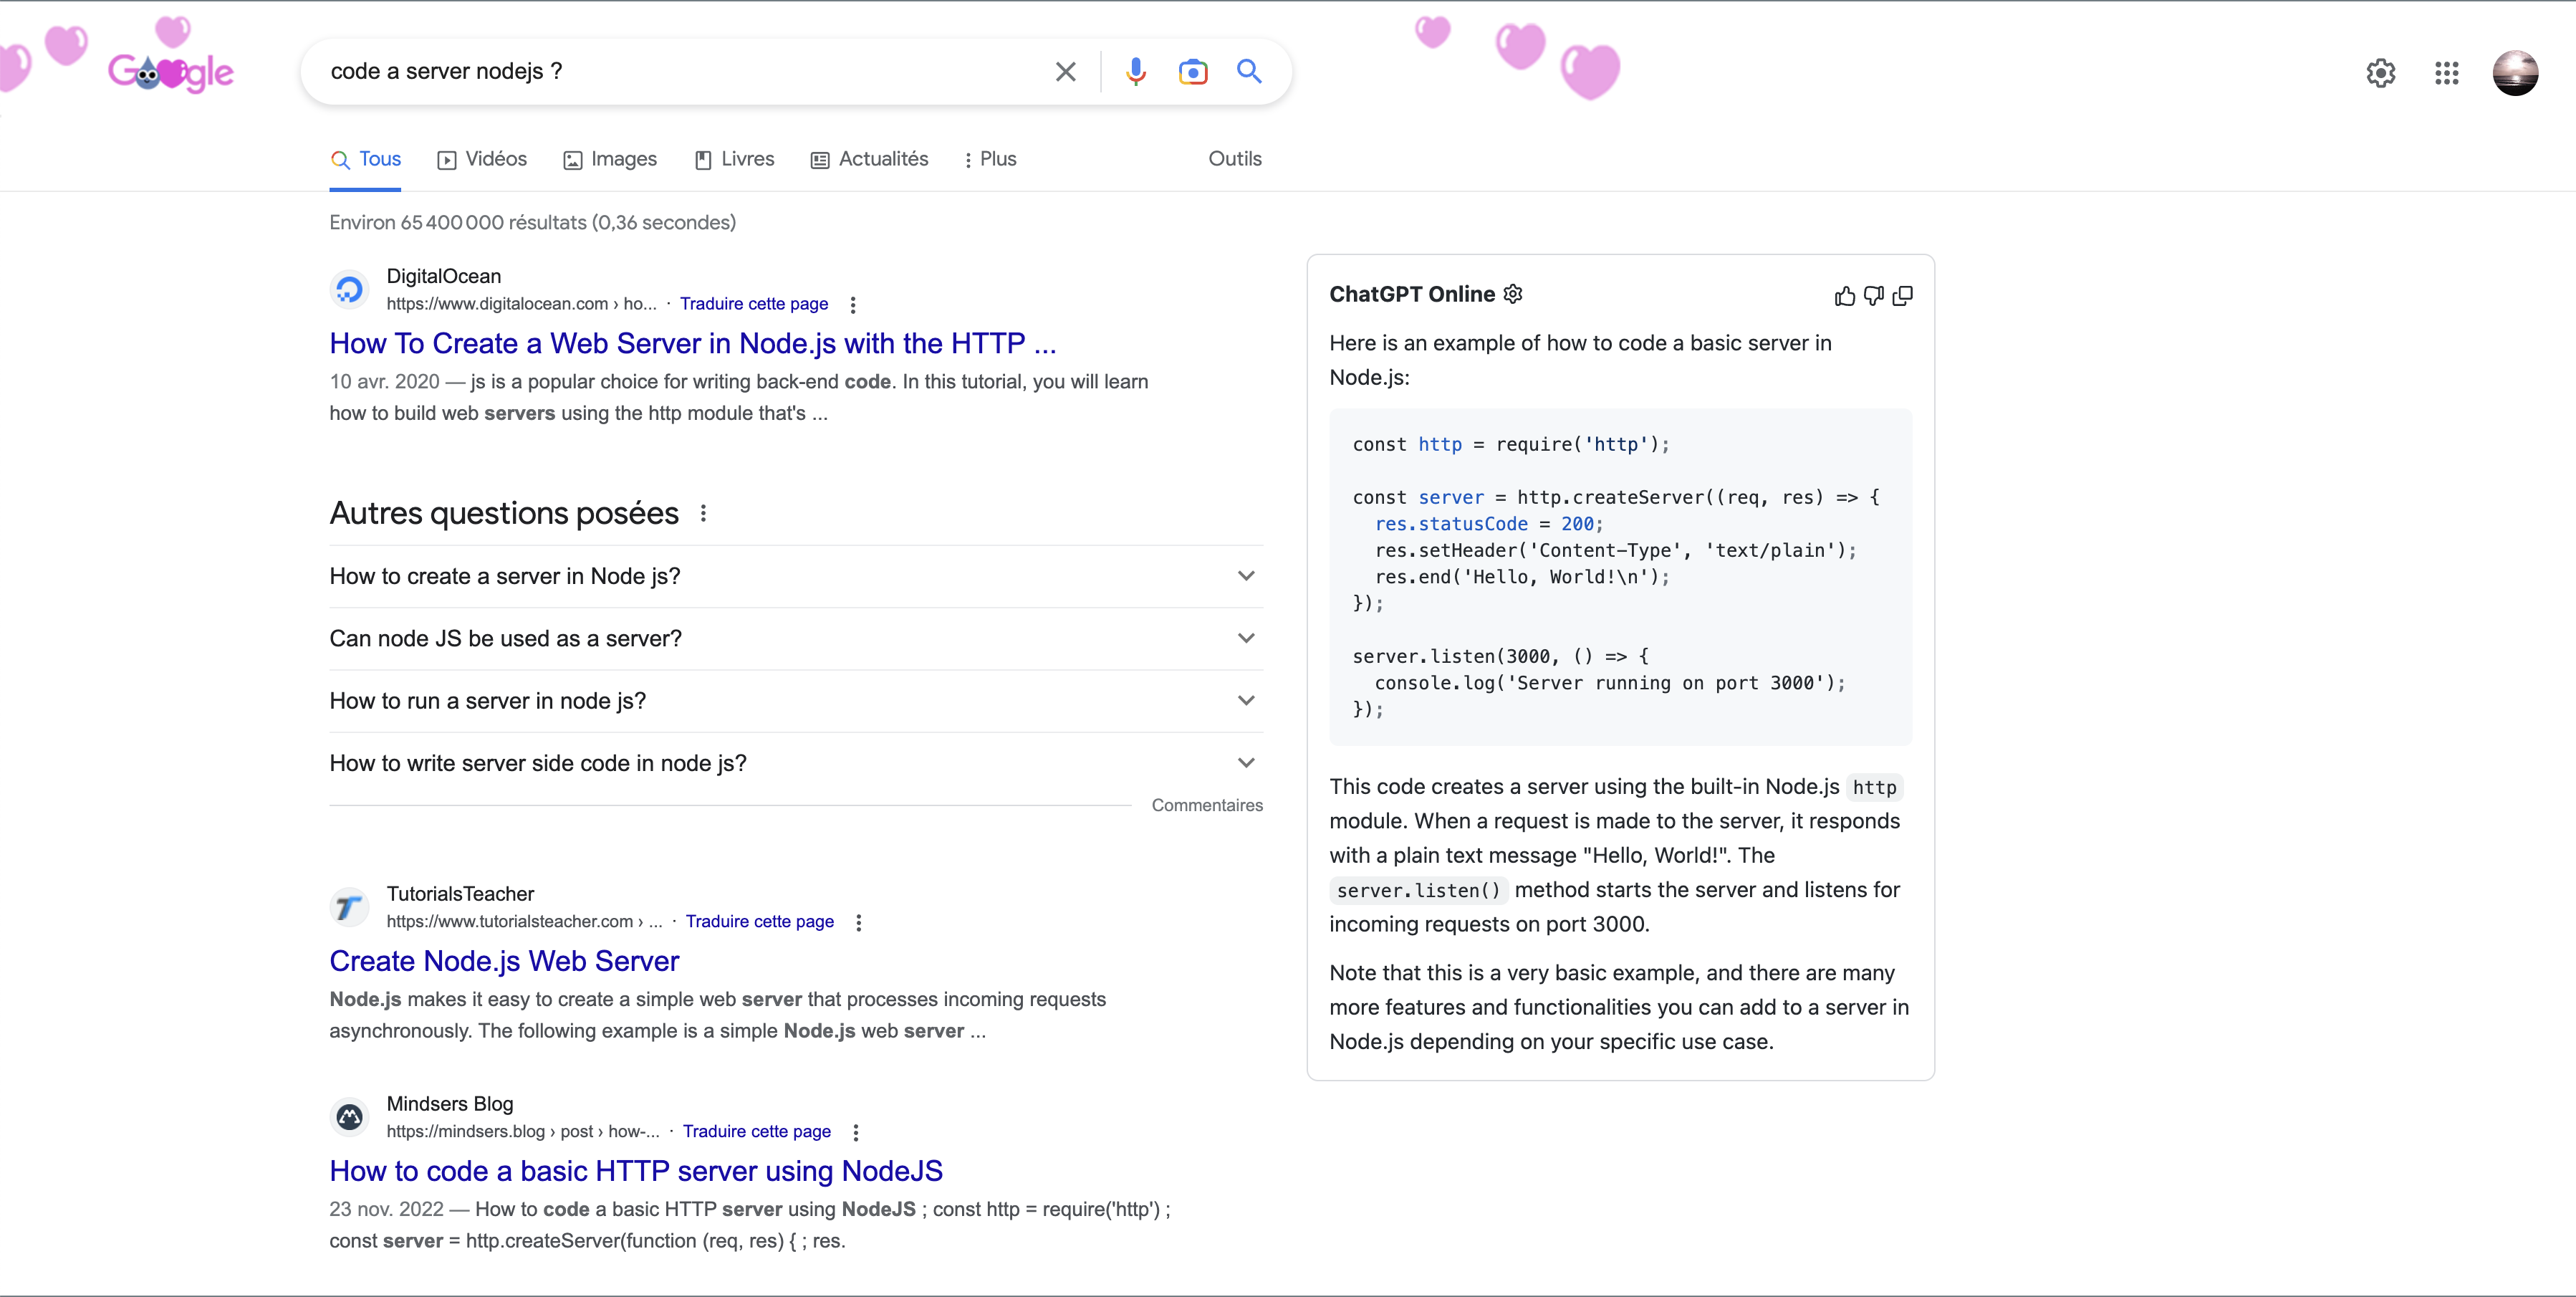 Google
code a server nodejs ?
Tous
Vidéos
Images
Livres
Actualités
Plus
Outils
Environ 65 400 000 résultats (0,36 secondes)
DigitalOcean
https://www.digitalocean.com › ho... · Traduire cette page
How To Create a Web Server in Node.js with the HTTP ...
10 avr. 2020 — js is a popular choice for writing back-end code. In this tutorial, you will learn
how to build web servers using the http module that's ...
Autres questions posées
How to create a server in Node js?
Can node JS be used as a server?
How to run a server in node js?
How to write server side code in node js?
Commentaires
TutorialsTeacher
https://www.tutorialsteacher.com › ... · Traduire cette page
Create Node.js Web Server
Node.js makes it easy to create a simple web server that processes incoming requests
asynchronously. The following example is a simple Node.js web server ...
Mindsers Blog
https://mindsers.blog › post › how-... · Traduire cette page
How to code a basic HTTP server using NodeJS
23 nov. 2022 — How to code a basic HTTP server using NodeJS ; const http = require('http') ;
const server = http.createServer(function (req, res) { ; res.
ChatGPT Online
Here is an example of how to code a basic server in
Node.js:
const http = require('http');
const server = http.createServer((req, res) => {
  res.statusCode = 200;
  res.setHeader('Content-Type', 'text/plain');
  res.end('Hello, World!\n');
});
server.listen(3000, () => {
  console.log('Server running on port 3000');
});
This code creates a server using the built-in Node.js http
module. When a request is made to the server, it responds
with a plain text message "Hello, World!". The
server.listen() method starts the server and listens for
incoming requests on port 3000.
Note that this is a very basic example, and there are many
more features and functionalities you can add to a server in
Node.js depending on your specific use case.